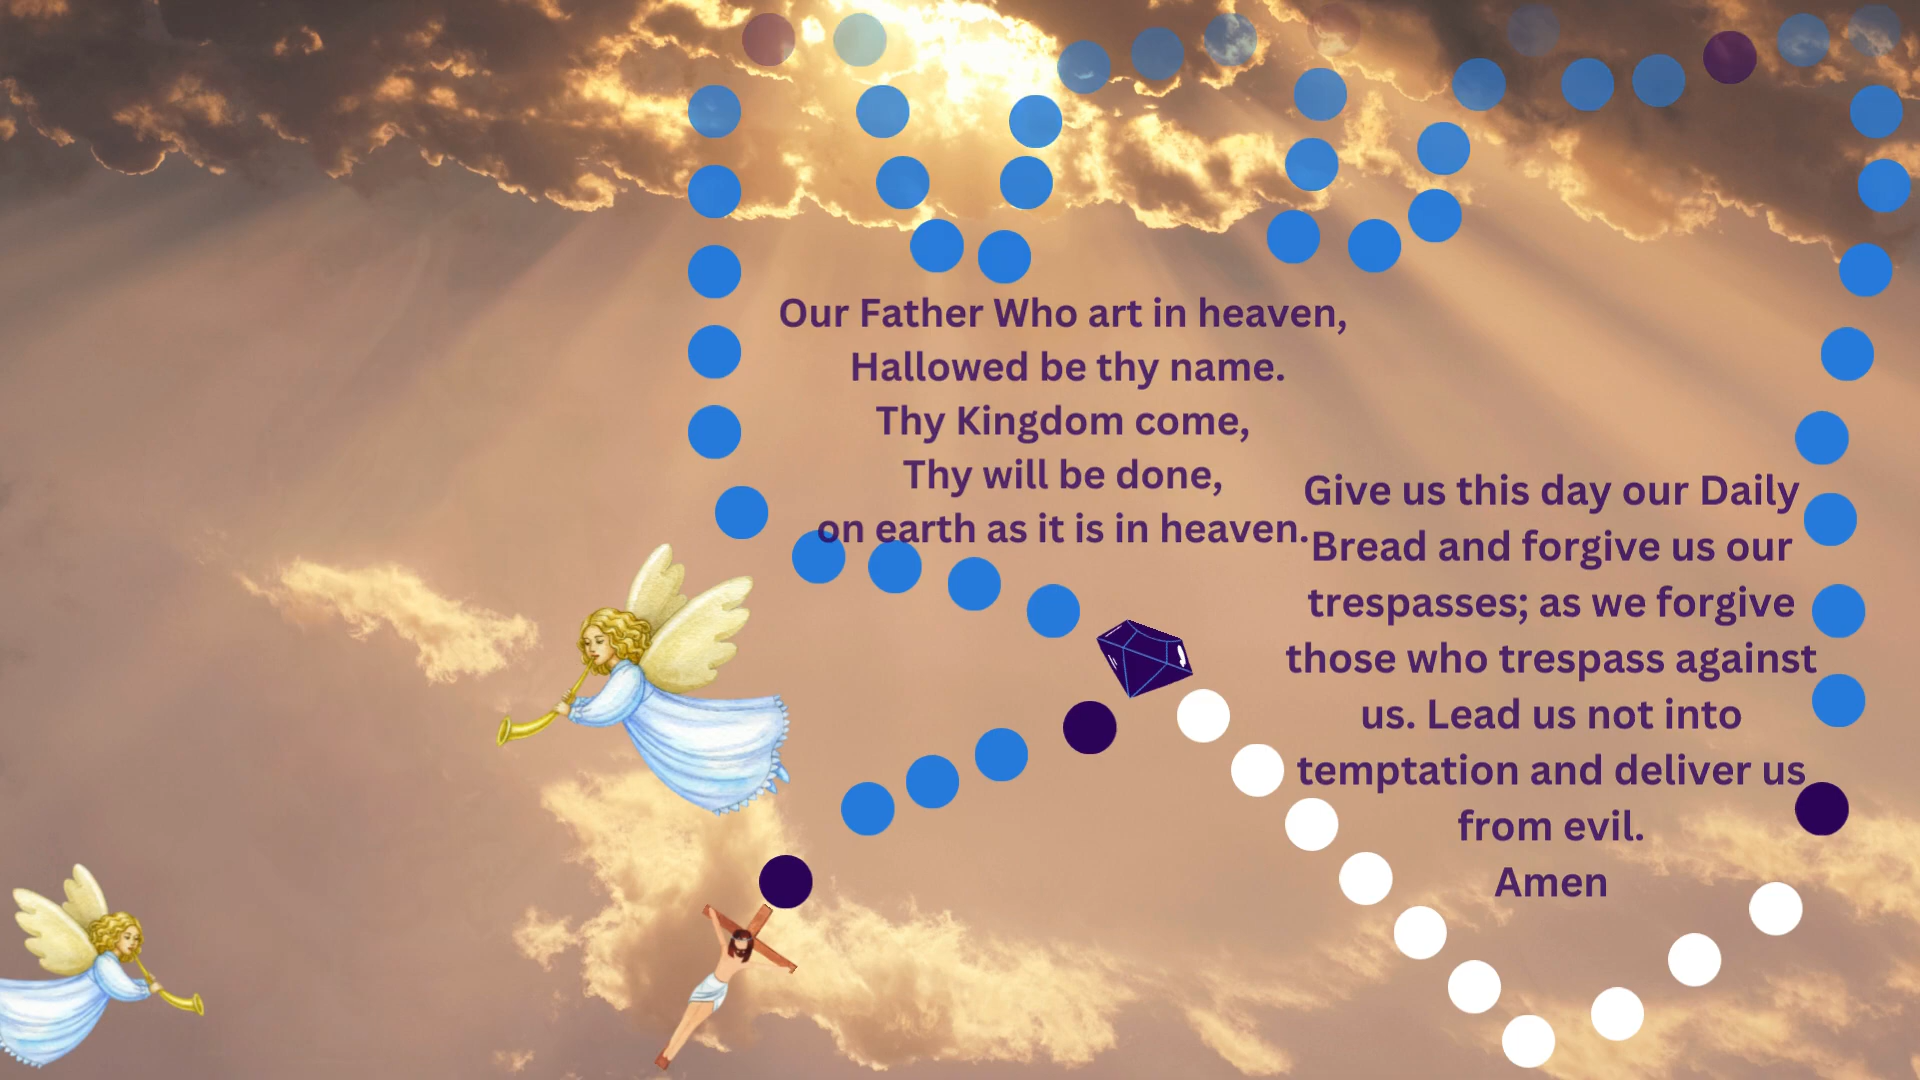 Our Father Who art in heaven,
Hallowed be thy name.
Thy Kingdom come,
Thy will be done,
on earth as it is in heaven.
Give us this day our Daily
Bread and forgive us our
trespasses; as we forgive
those who trespass against
us. Lead us not into
temptation and deliver us
from evil.
Amen